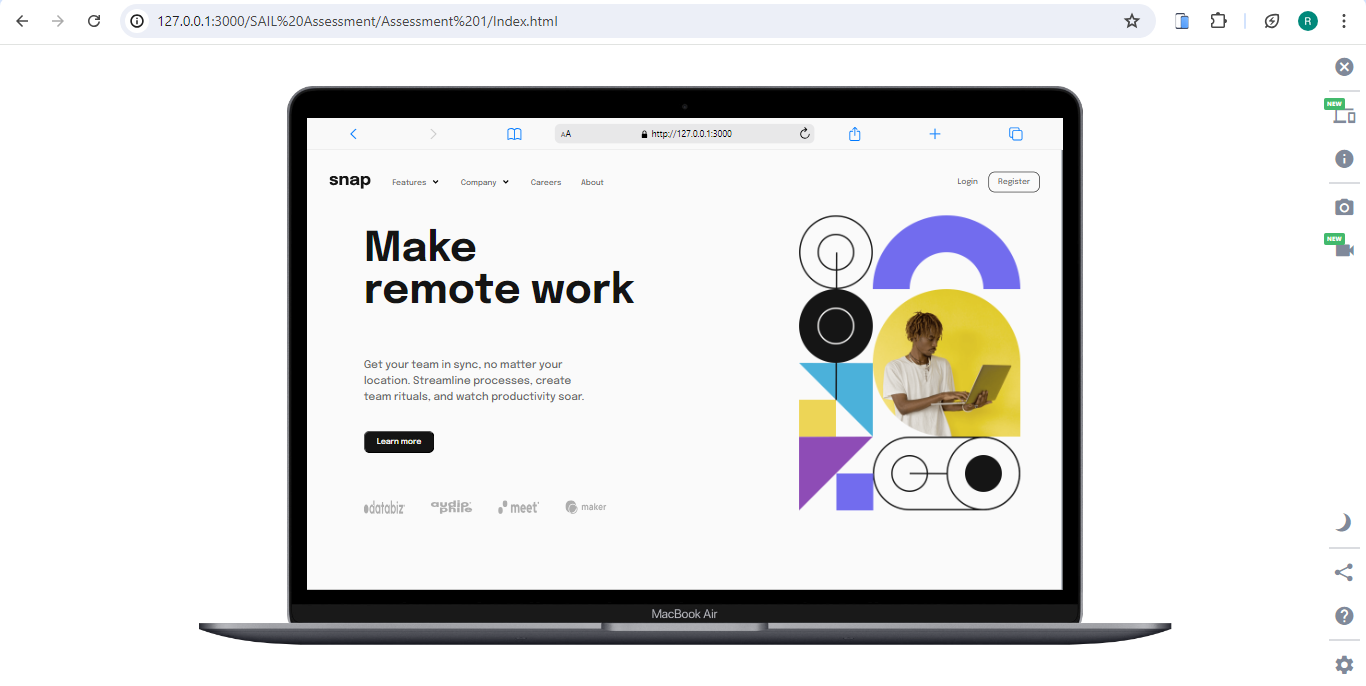 127.0.0.1:3000/SAIL%20Assessment/Assessment%201/Index.html
R
NEW
NEW
AA http://127.0.0.1:3000
snap Features Company Careers About Login Register
Make
remote work
Get your team in sync, no matter your
location. Streamline processes, create
team rituals, and watch productivity soar.
Learn more
databiz audiophile meet maker
MacBook Air